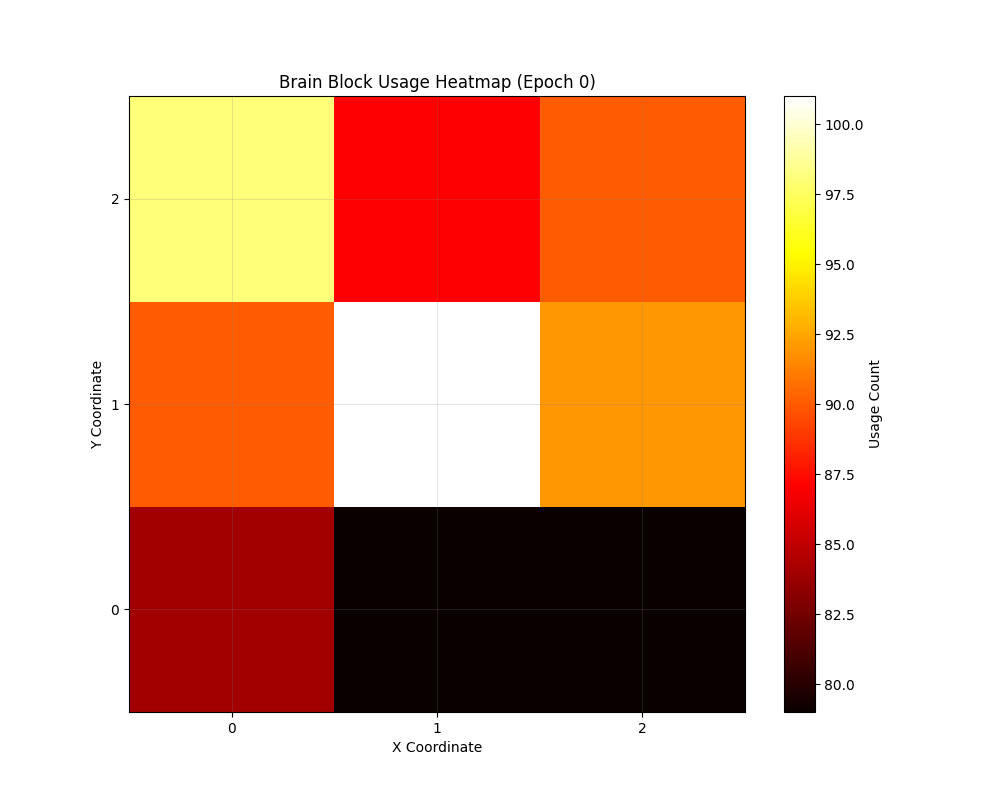 Brain Block Usage Heatmap (Epoch 0)
2
1
0
Y Coordinate
0 1 2
X Coordinate
100.0
97.5
95.0
92.5
90.0
87.5
85.0
82.5
80.0
Usage Count